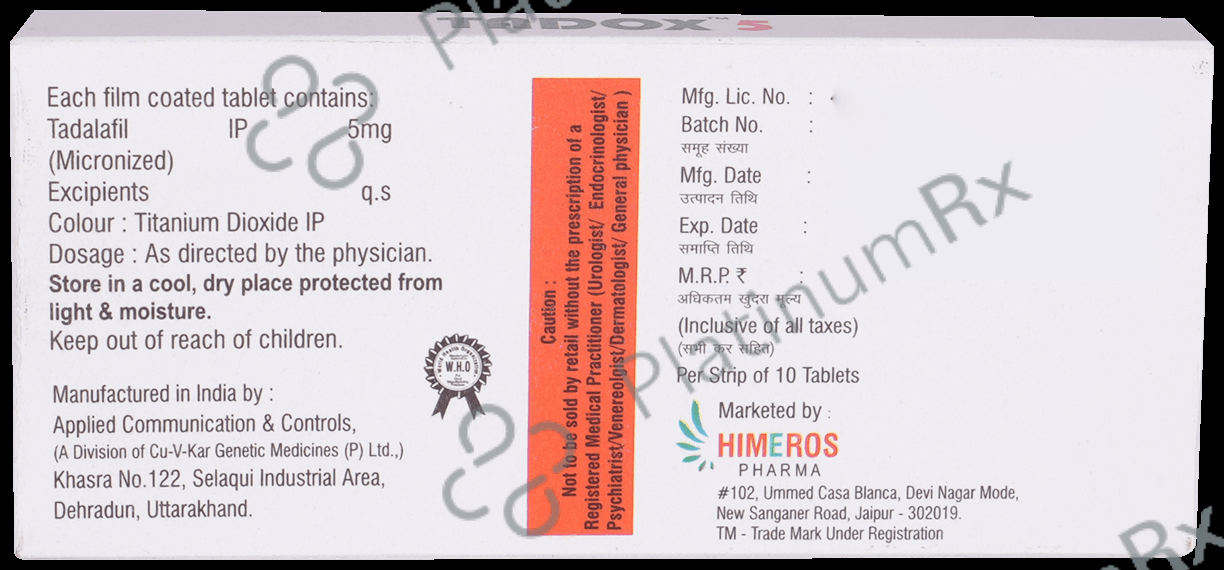 TaDOX™ 5
Each film coated tablet contains:
Tadalafil IP 5mg
(Micronized)
Excipients q.s
Colour : Titanium Dioxide IP
Dosage : As directed by the physician.
Store in a cool, dry place protected from
light & moisture.
Keep out of reach of children.
Manufactured in India by :
Applied Communication & Controls,
(A Division of Cu-V-Kar Genetic Medicines (P) Ltd.,)
Khasra No.122, Selaqui Industrial Area,
Dehradun, Uttarakhand.
World Health Organization
W.H.O
Caution :
Not to be sold by retail without the prescription of a
Registered Medical Practitioner (Urologist/ Endocrinologist/
Psychiatrist/Venereolgist/Dermatologist/ General physician )
Mfg. Lic. No. :
Batch No. :
समूह संख्या
Mfg. Date :
उत्पादन तिथि
Exp. Date :
समाप्ति तिथि
M.R.P. ₹ :
अधिकतम खुदरा मूल्य
(Inclusive of all taxes)
(सभी कर सहित)
Per Strip of 10 Tablets
Marketed by :
HIMEROS
PHARMA
#102, Ummed Casa Blanca, Devi Nagar Mode,
New Sanganer Road, Jaipur - 302019.
TM - Trade Mark Under Registration
PlatinumRx